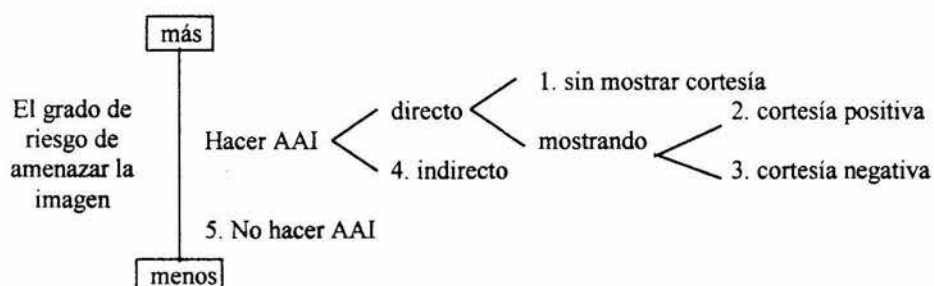 más
El grado de
riesgo de
amenazar la
imagen
Hacer AAI
directo
1. sin mostrar cortesía
mostrando
2. cortesía positiva
3. cortesía negativa
4. indirecto
5. No hacer AAI
menos